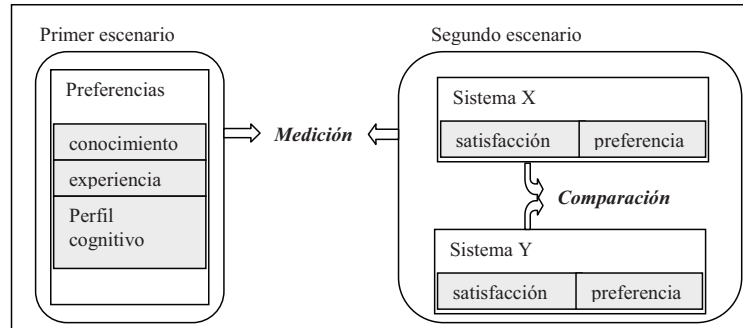 Primer escenario
Preferencias
conocimiento
experiencia
Perfil
cognitivo
Medición
Segundo escenario
Sistema X
satisfacción preferencia
Comparación
Sistema Y
satisfacción preferencia